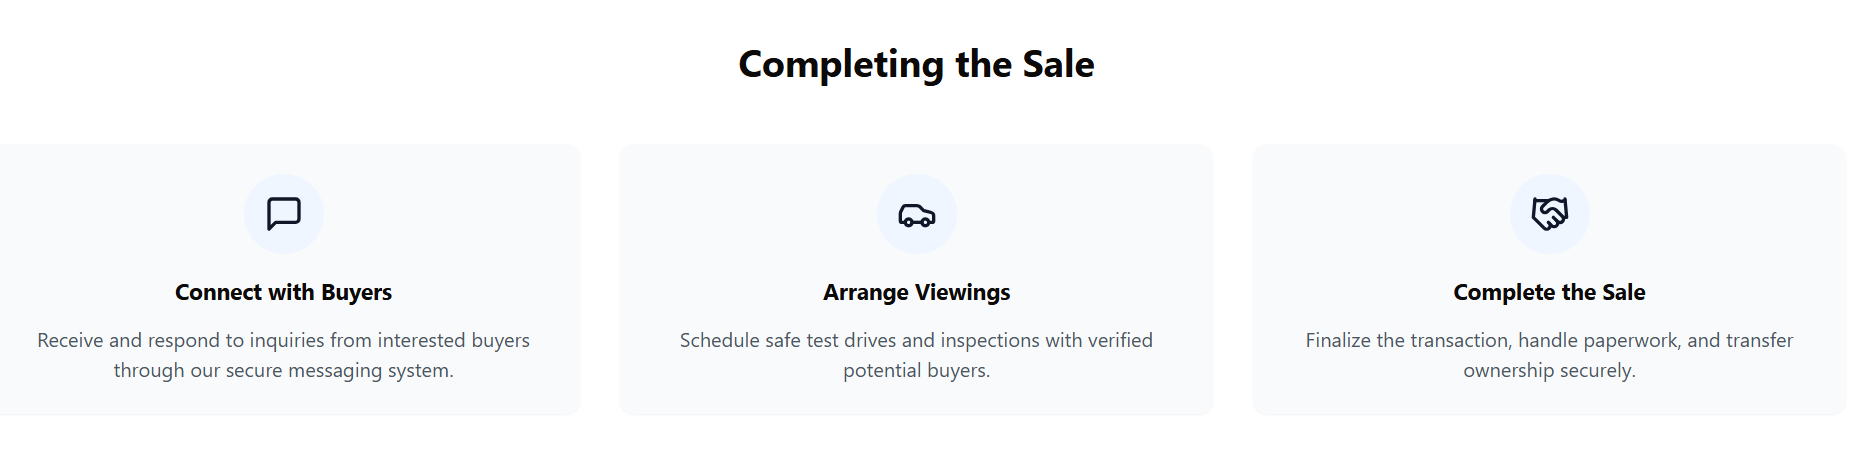 Completing the Sale
Connect with Buyers
Receive and respond to inquiries from interested buyers
through our secure messaging system.
Arrange Viewings
Schedule safe test drives and inspections with verified
potential buyers.
Complete the Sale
Finalize the transaction, handle paperwork, and transfer
ownership securely.